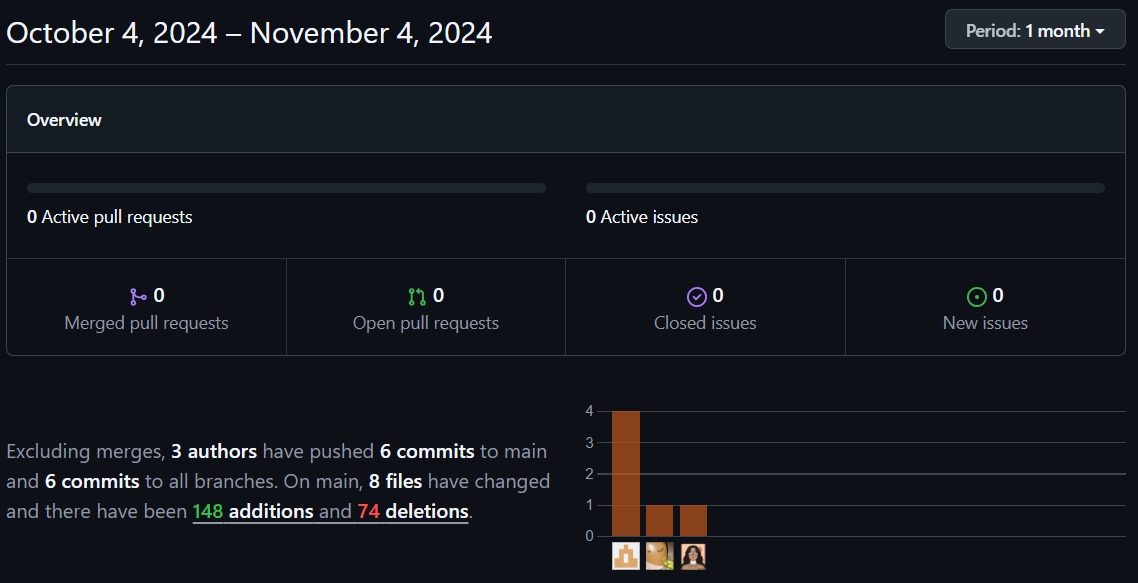 October 4, 2024 – November 4, 2024
Period: 1 month
Overview
0 Active pull requests
0 Active issues
0
Merged pull requests
0
Open pull requests
0
Closed issues
0
New issues
Excluding merges, 3 authors have pushed 6 commits to main
and 6 commits to all branches. On main, 8 files have changed
and there have been 148 additions and 74 deletions.
4
3
2
1
0